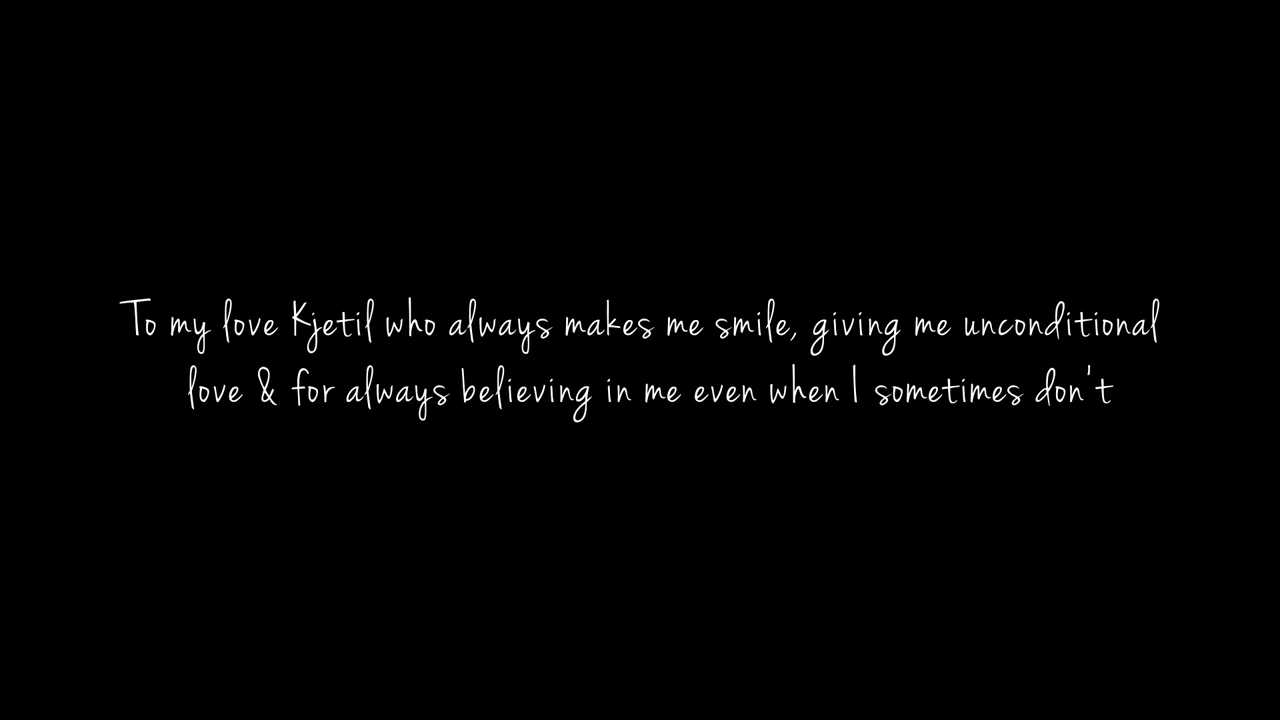 To my love Kjetil who always makes me smile, giving me unconditional
love & for always believing in me even when I sometimes don't